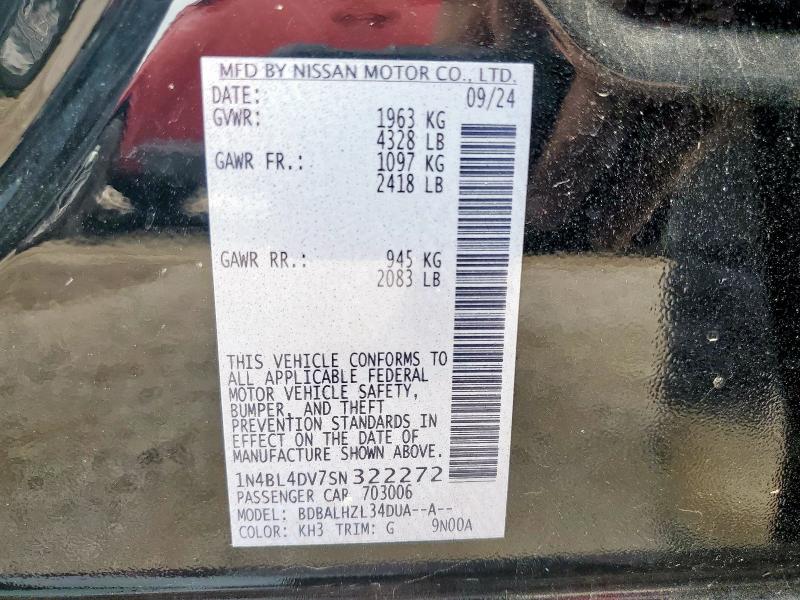 MFD BY NISSAN MOTOR CO., LTD.
DATE: 09/24
GVWR: 1963 KG
4328 LB
GAWR FR.: 1097 KG
2418 LB
GAWR RR.: 945 KG
2083 LB
THIS VEHICLE CONFORMS TO
ALL APPLICABLE FEDERAL
MOTOR VEHICLE SAFETY,
BUMPER, AND THEFT
PREVENTION STANDARDS IN
EFFECT ON THE DATE OF
MANUFACTURE SHOWN ABOVE.
1N4BL4DV7SN322272
PASSENGER CAR 703006
MODEL: BDBALHZL34DUA--A--
COLOR: KH3 TRIM: G 9N00A